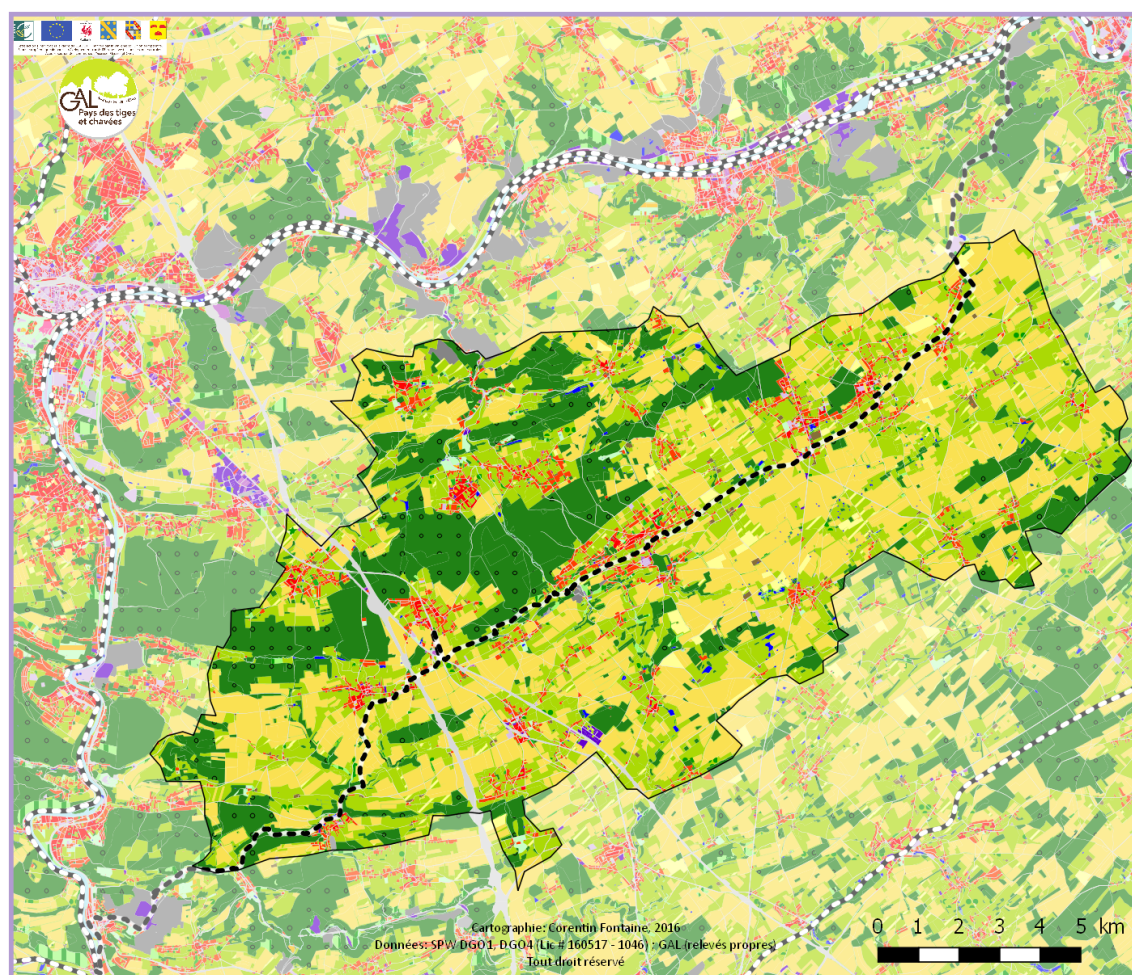 GAL
Pays des tiges
et chavées
Cartographie: Corentin Fontaine, 2016
Données: SPW DGO1, DGO4 (Lic # 160517 - 1046) ; GAL (relevés propres)
Tout droit réservé
0 1 2 3 4 5 km